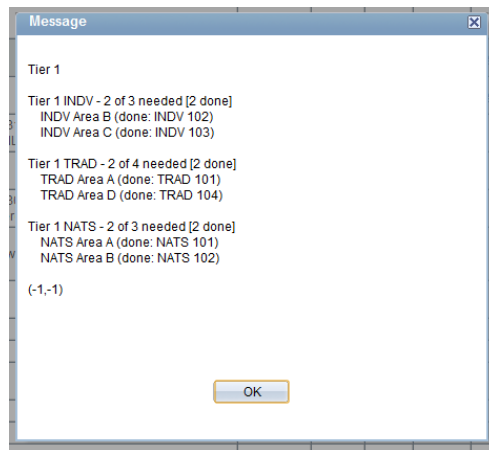 Message
Tier 1
Tier 1 INDV - 2 of 3 needed [2 done]
INDV Area B (done: INDV 102)
INDV Area C (done: INDV 103)
Tier 1 TRAD - 2 of 4 needed [2 done]
TRAD Area A (done: TRAD 101)
TRAD Area D (done: TRAD 104)
Tier 1 NATS - 2 of 3 needed [2 done]
NATS Area A (done: NATS 101)
NATS Area B (done: NATS 102)
(-1,-1)
OK